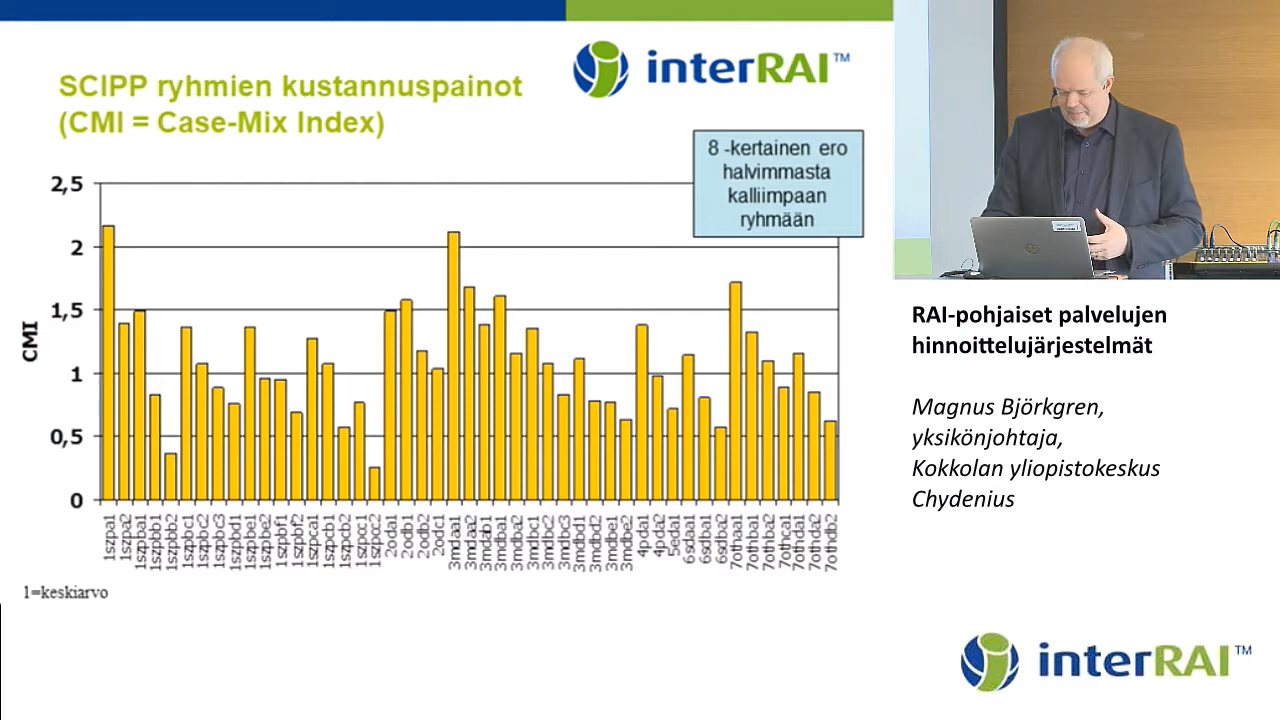 SCIPP ryhmien kustannuspainot
(CMI = Case-Mix Index)
interRAI™
8 -kertainen ero
halvimmasta
kalliimpaan
ryhmään
2,5
2
1,5
1
0,5
0
CMI
1szpa1
1szpa2
1szpba1
1szpbb1
1szpbb2
1szpbc1
1szpbc2
1szpbc3
1szpbd1
1szpbe1
1szpbe2
1szpbf1
1szpbf2
1szpca1
1szpcb1
1szpcb2
1szpcc1
1szpcc2
2oda1
2odb1
2odb2
2odc1
3mdaa1
3mdaa2
3mdab1
3mdba1
3mdba2
3mdbc1
3mdbc2
3mdbc3
3mdbd1
3mdbd2
3mdbe1
3mdbe2
4pda1
4pda2
5eda1
6sdaa1
6sdba1
6sdba2
7othaa1
7othba1
7othba2
7othca1
7othda1
7othda2
7othdb2
1=keskiarvo
RAI-pohjaiset palvelujen
hinnoittelujärjestelmät
Magnus Björkgren,
yksikönjohtaja,
Kokkolan yliopistokeskus
Chydenius
interRAI™